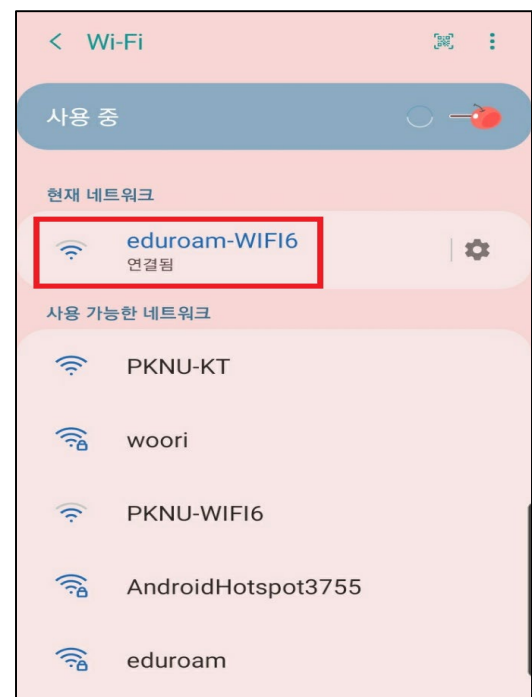 Wi-Fi
사용 중
현재 네트워크
eduroam-WIFI6
연결됨
사용 가능한 네트워크
PKNU-KT
woori
PKNU-WIFI6
AndroidHotspot3755
eduroam